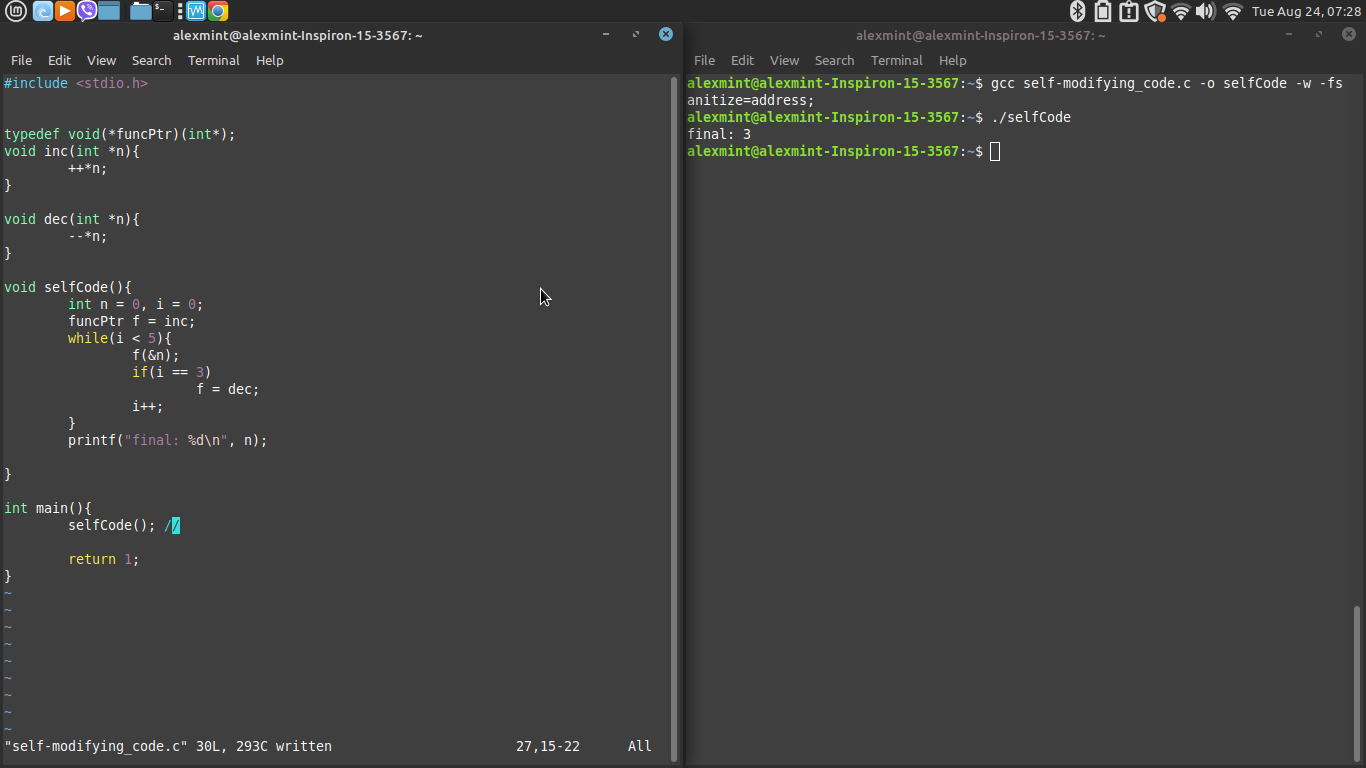 Tue Aug 24, 07:28
alexmint@alexmint-Inspiron-15-3567: ~
File Edit View Search Terminal Help
#include <stdio.h>
typedef void(*funcPtr)(int*);
void inc(int *n){
++*n;
}
void dec(int *n){
--*n;
}
void selfCode(){
int n = 0, i = 0;
funcPtr f = inc;
while(i < 5){
f(&n);
if(i == 3)
f = dec;
i++;
}
printf("final: %d\n", n);
}
int main(){
selfCode(); //
return 1;
}
~
~
~
~
~
~
~
~
~
"self-modifying_code.c" 30L, 293C written 27,15-22 All
alexmint@alexmint-Inspiron-15-3567: ~
File Edit View Search Terminal Help
alexmint@alexmint-Inspiron-15-3567:~$ gcc self-modifying_code.c -o selfCode -w -fs
anitize=address;
alexmint@alexmint-Inspiron-15-3567:~$ ./selfCode
final: 3
alexmint@alexmint-Inspiron-15-3567:~$